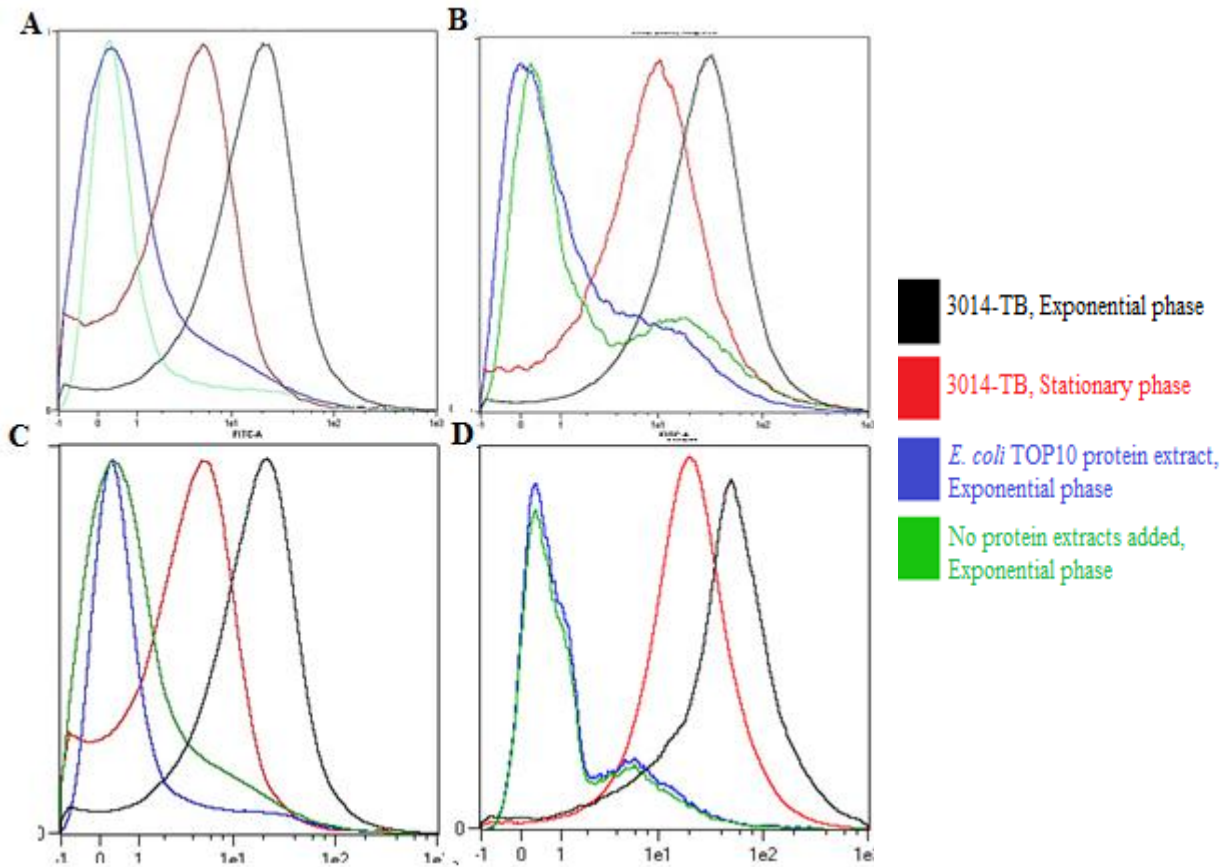 A
B
1
-1 0 1 1e1 1e2 1e3
FITC-A
0
-1 0 1 1e1 1e2 1e3
C
D
0
-1 0 1 1e1 1e2
0
-1 0 1 1e1 1e2 1e3
3014-TB, Exponential phase
3014-TB, Stationary phase
E. coli TOP10 protein extract,
Exponential phase
No protein extracts added,
Exponential phase